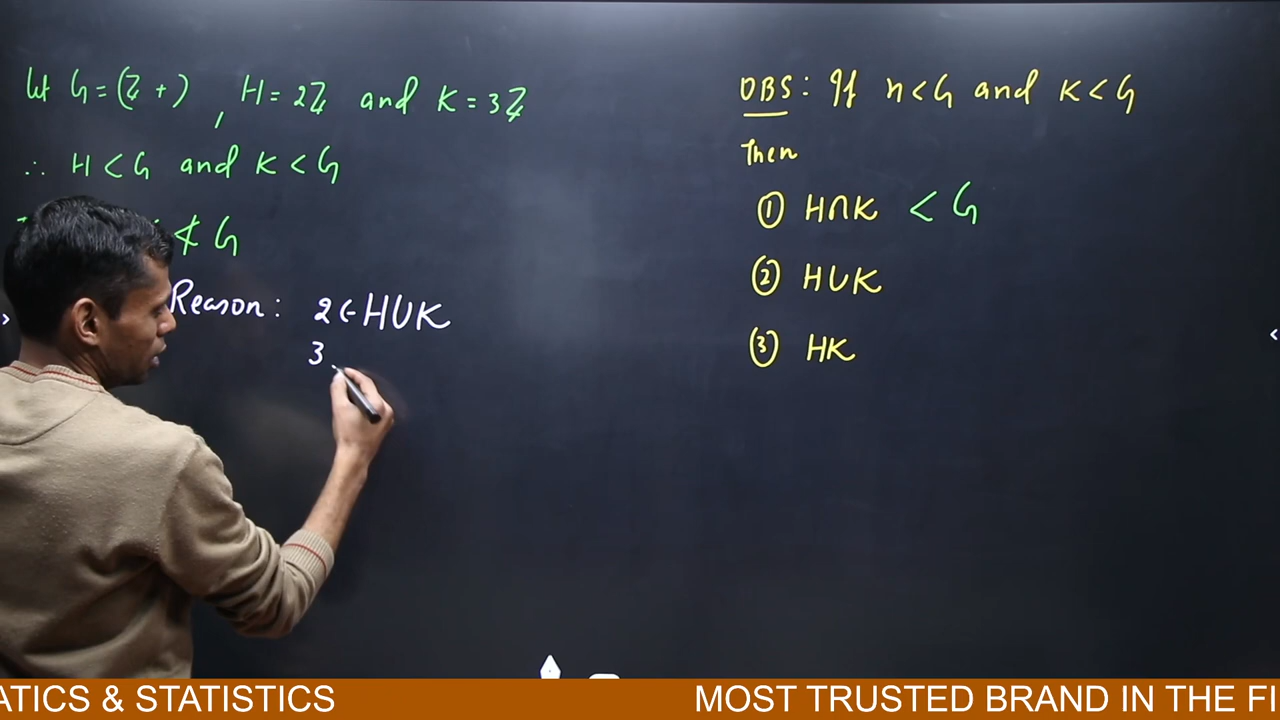 Let G = (ℤ, +), H = 2ℤ and K = 3ℤ
∴ H < G and K < G
≮ G
Reason: 2 ∈ H∪K
3
OBS: If H < G and K < G
Then
① H∩K < G
② H∪K
③ HK
ATICS & STATISTICS MOST TRUSTED BRAND IN THE FI